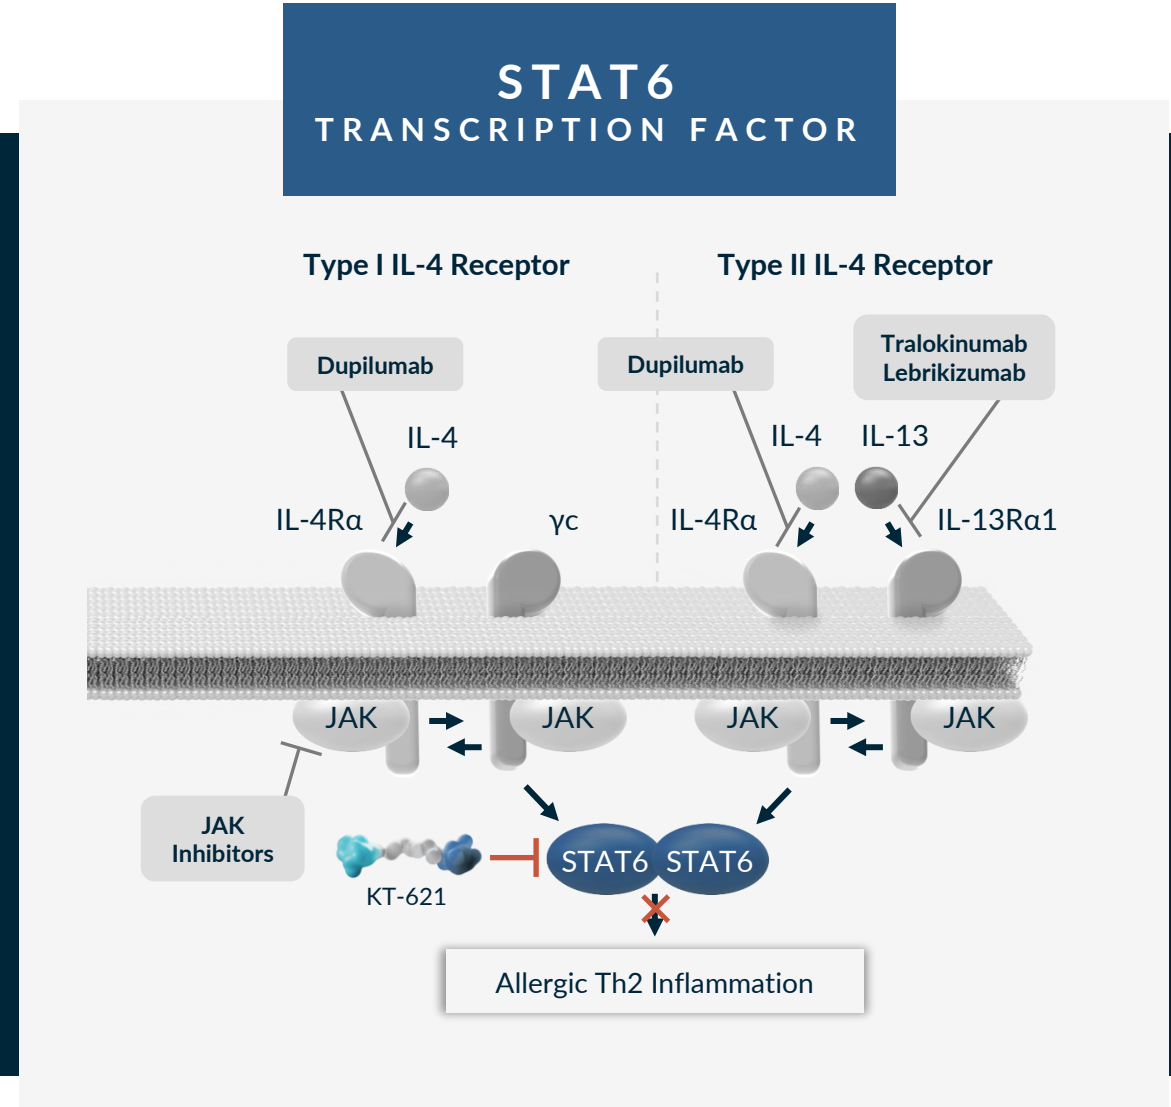 STAT6
TRANSCRIPTION FACTOR
Type I IL-4 Receptor
Type II IL-4 Receptor
Dupilumab
Dupilumab
Tralokinumab
Lebrikizumab
IL-4
IL-4
IL-13
IL-4Rα
γc
IL-4Rα
IL-13Rα1
JAK
JAK
JAK
JAK
JAK
Inhibitors
KT-621
STAT6
STAT6
Allergic Th2 Inflammation